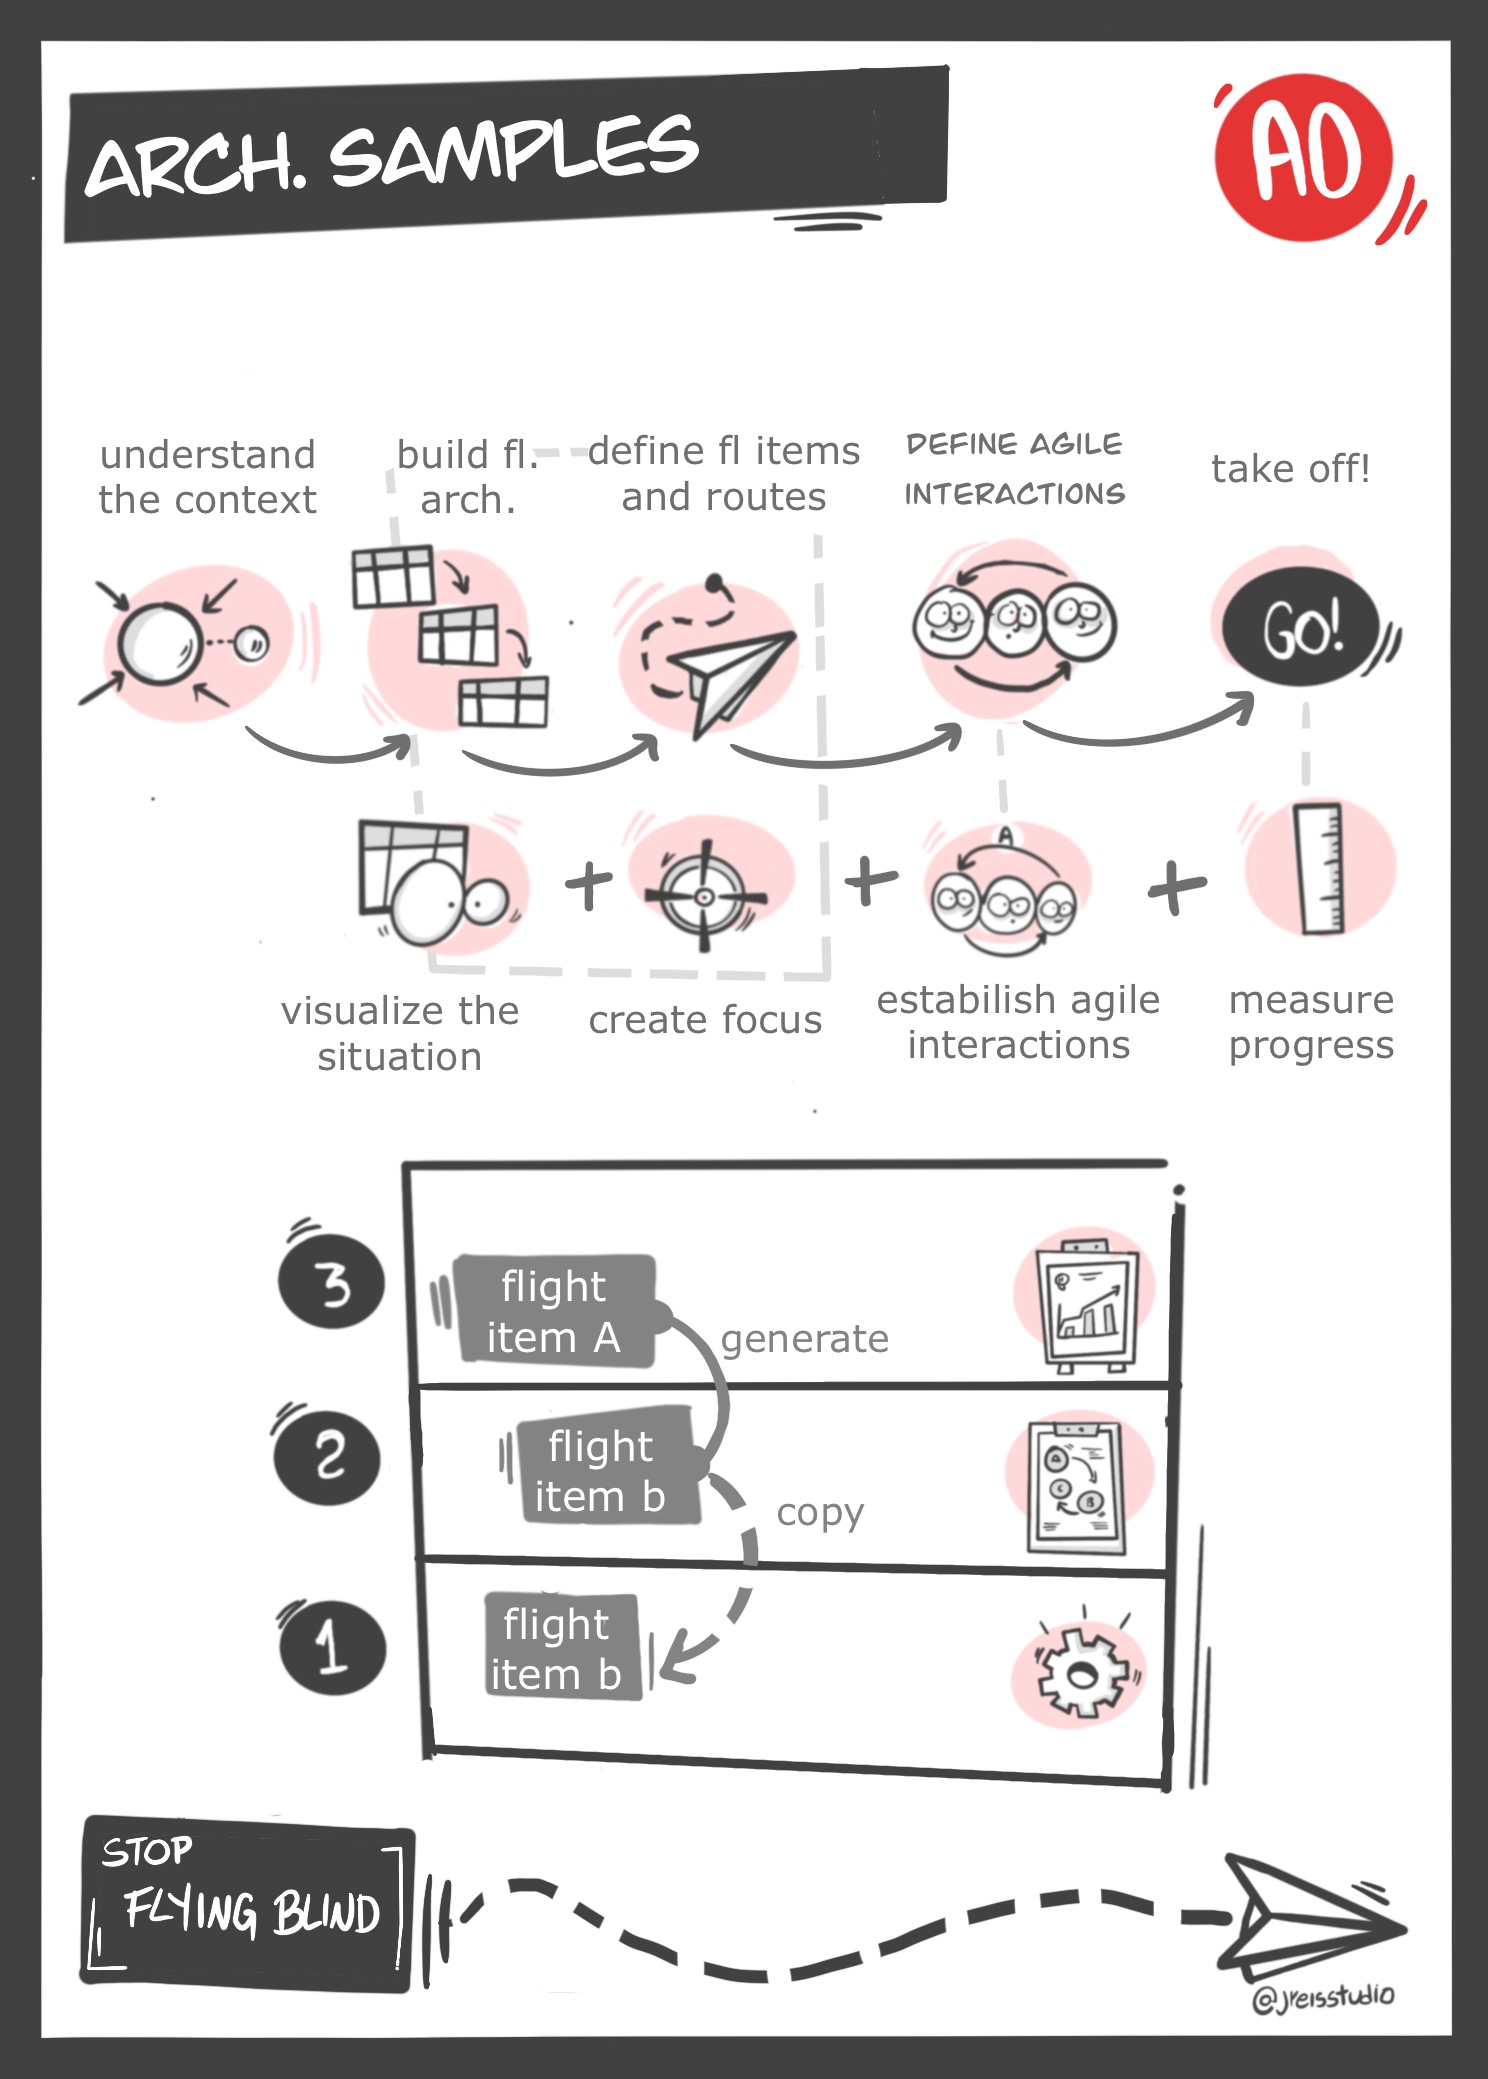 ARCH. SAMPLES
AO
understand
the context
build fl.
arch.
define fl items
and routes
DEFINE AGILE
INTERACTIONS
take off!
GO!
A
visualize the
situation
create focus
estabilish agile
interactions
measure
progress
3
flight
item A
generate
2
flight
item b
copy
A
C
B
1
flight
item b
STOP
FLYING BLIND
@jreisstudio